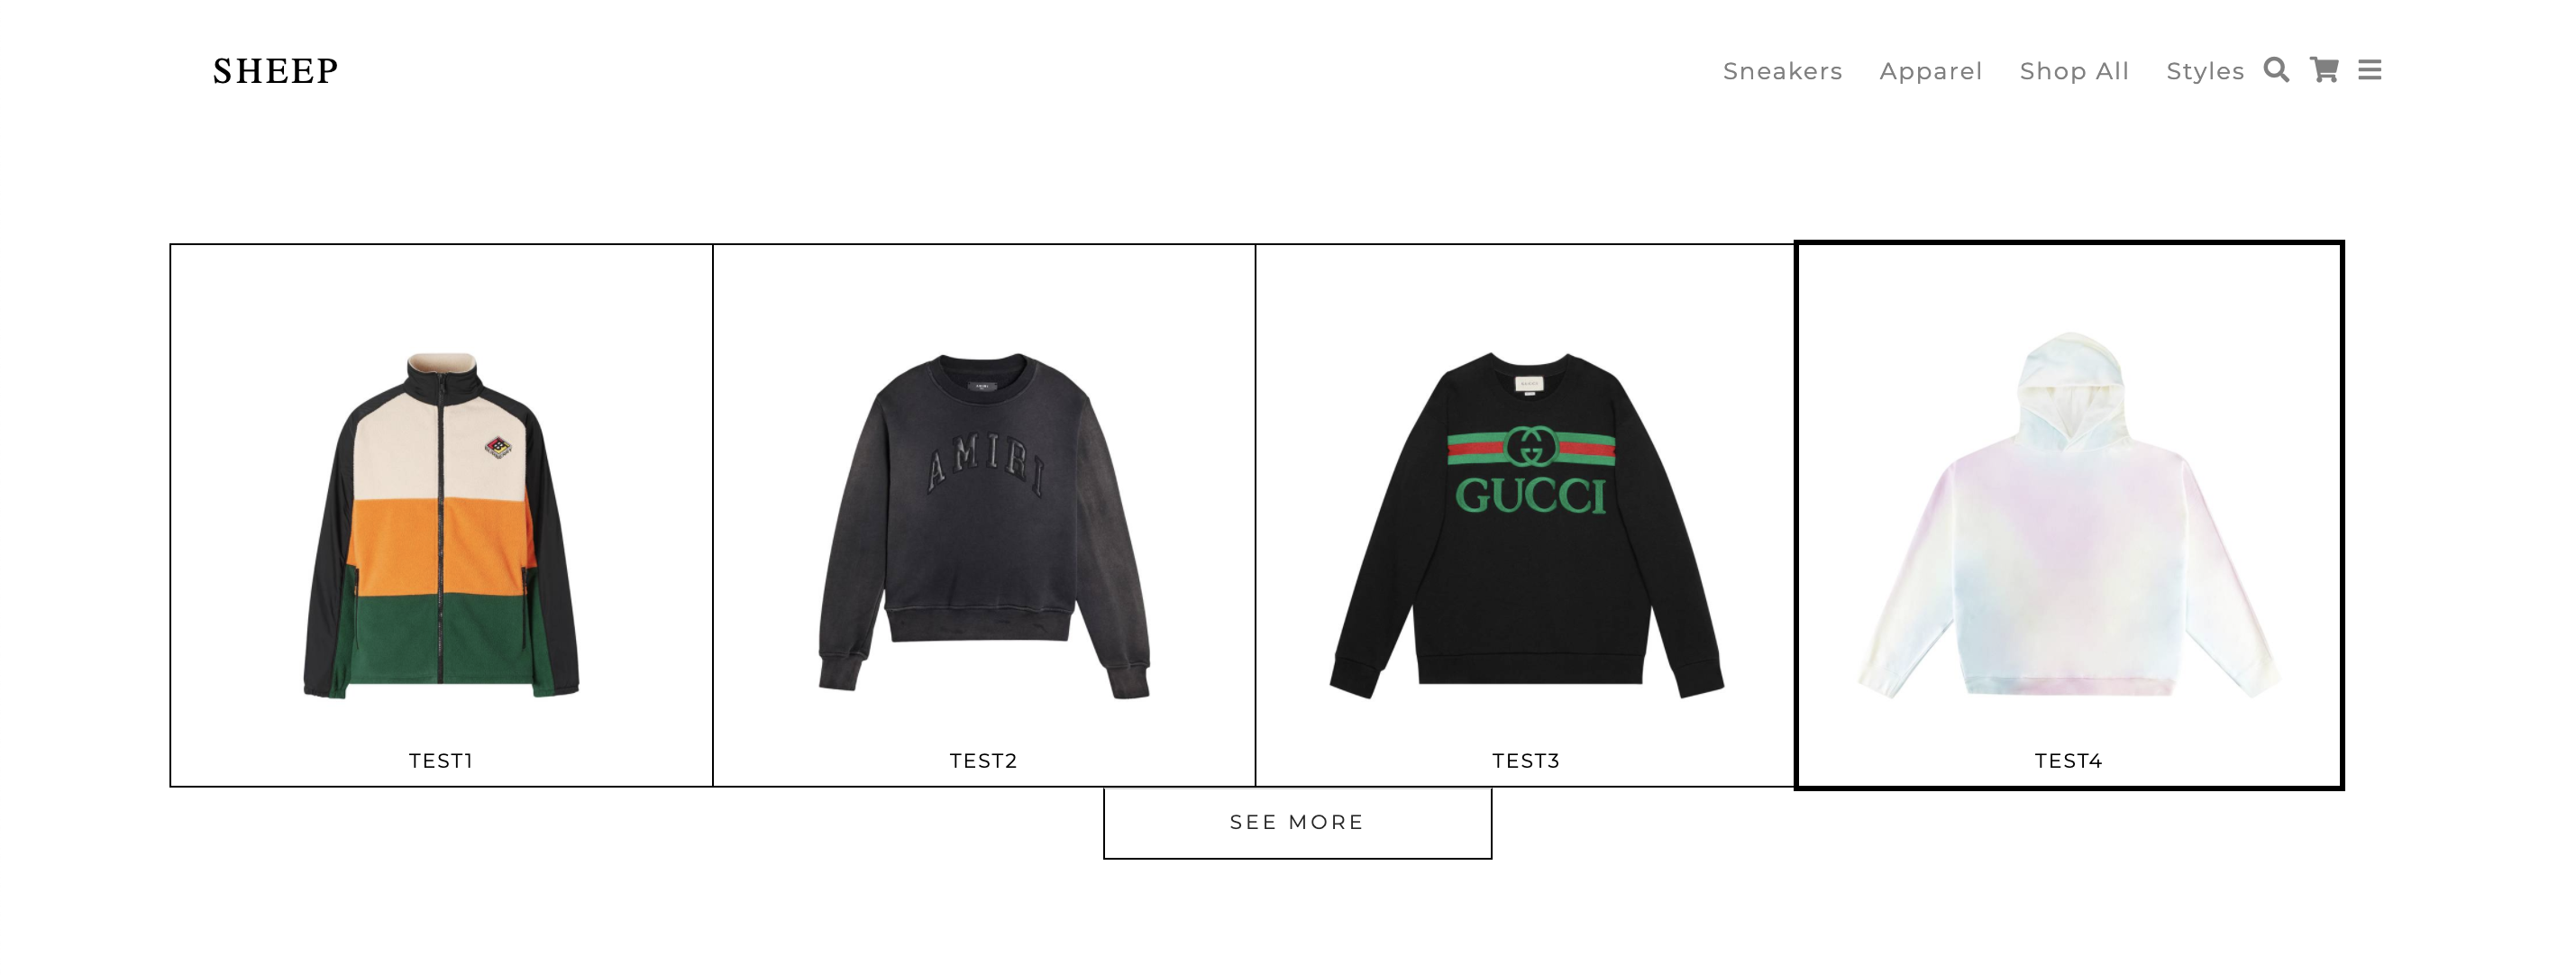 SHEEP
Sneakers Apparel Shop All Styles
AMIRI
GUCCI
TEST1 TEST2 TEST3 TEST4
SEE MORE